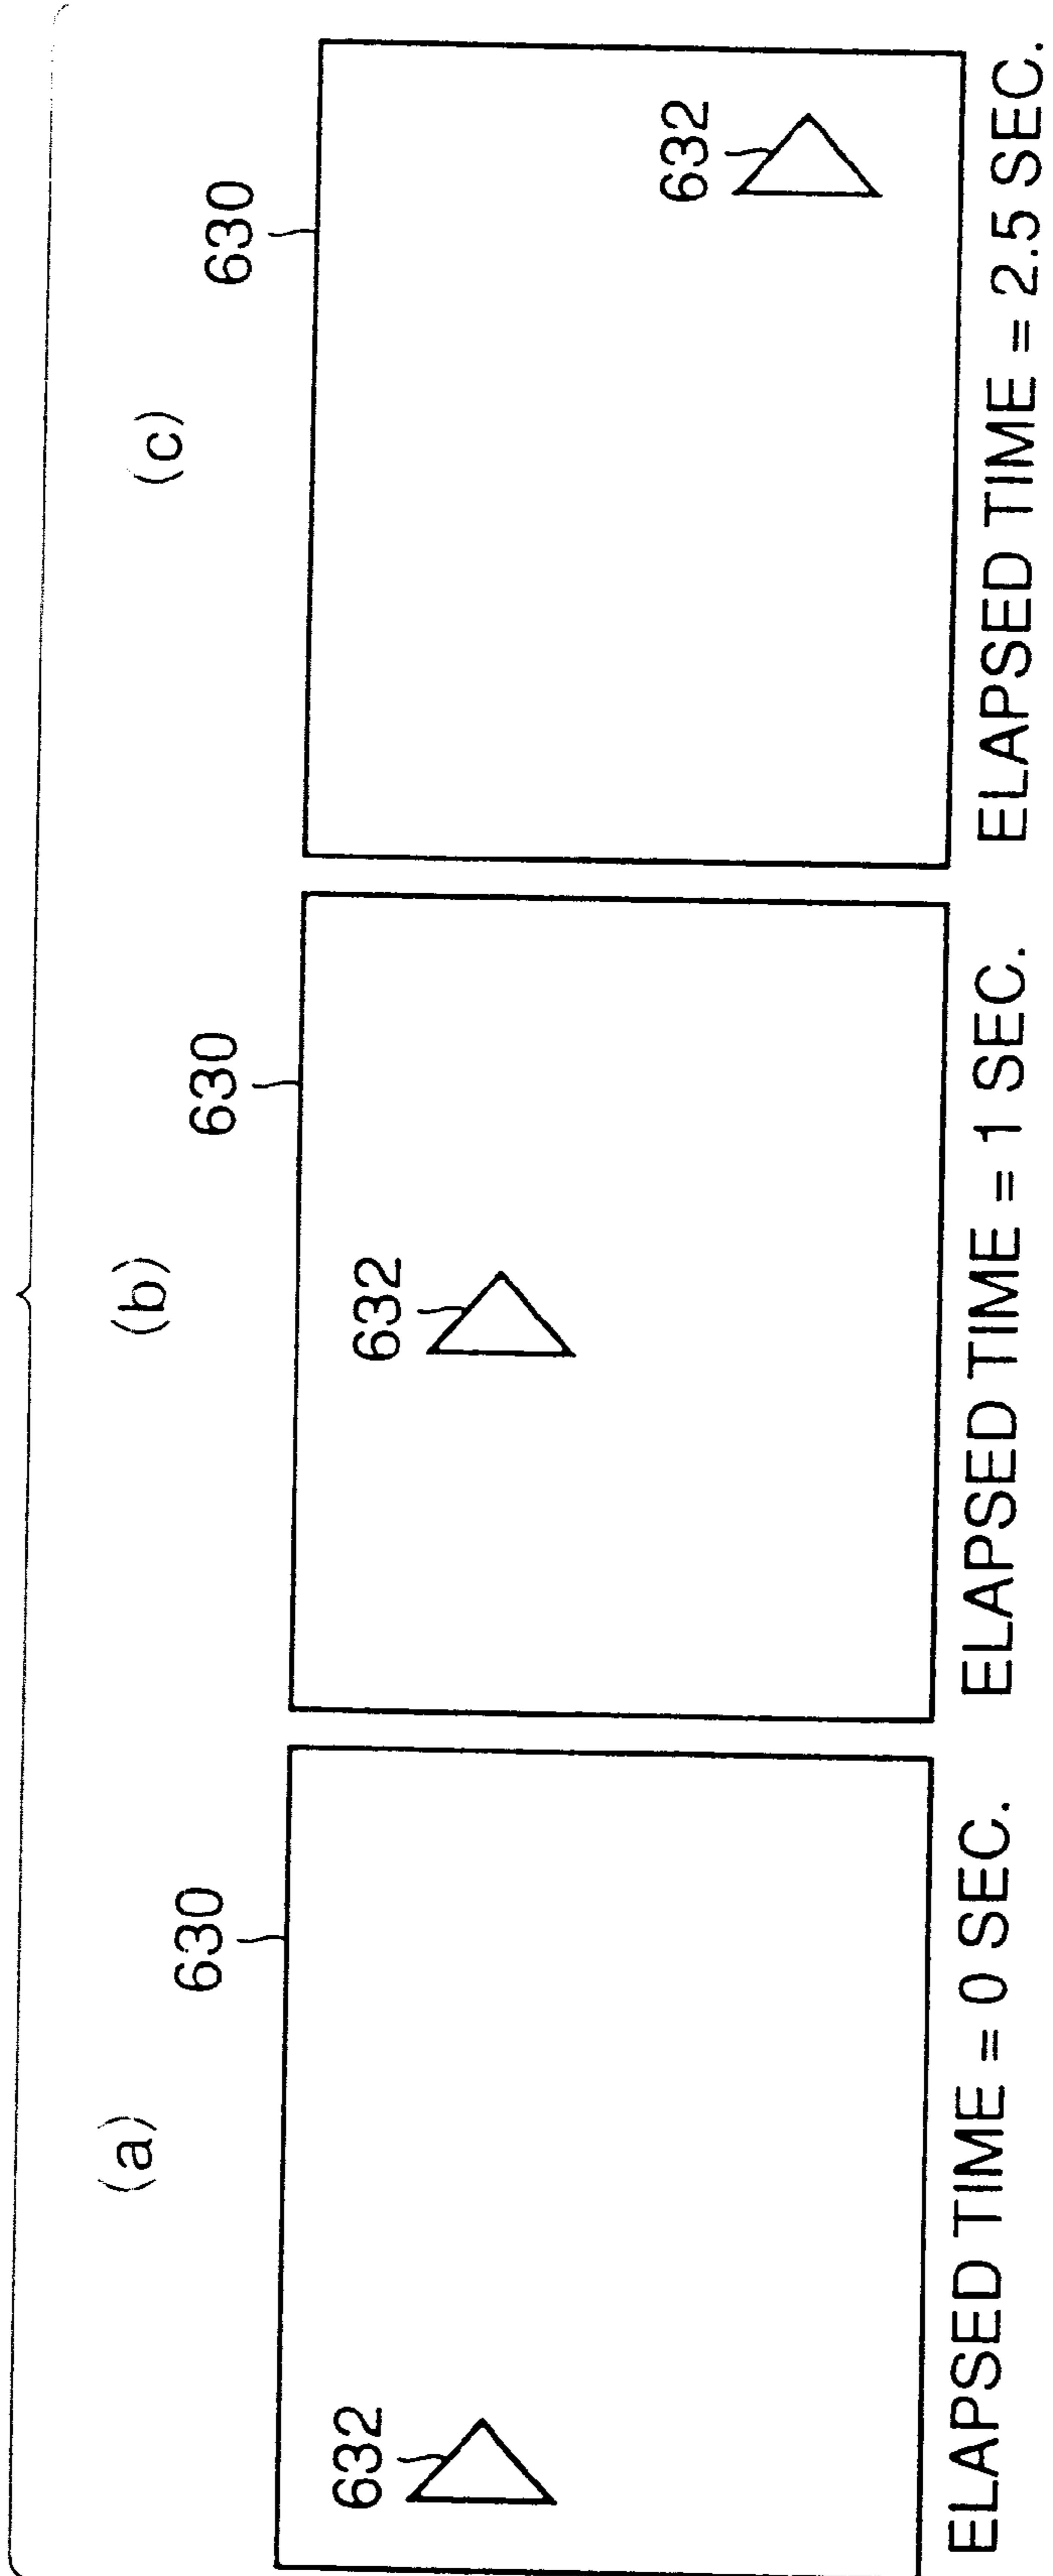 (a)
(b)
(c)
630
630
630
632
632
632
ELAPSED TIME = 0 SEC.
ELAPSED TIME = 1 SEC.
ELAPSED TIME = 2.5 SEC.